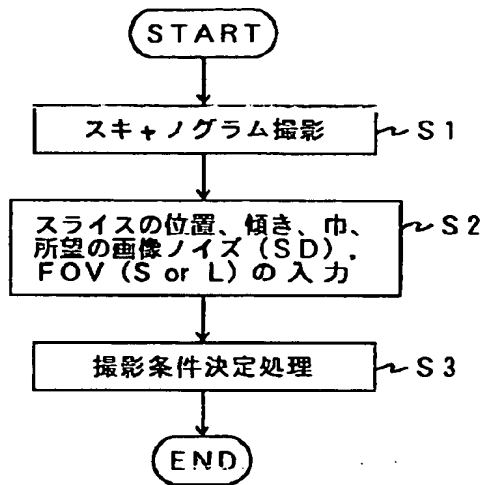 START
スキャノグラム撮影
S1
スライスの位置、傾き、巾、
所望の画像ノイズ(SD)、
FOV(S or L)の入力
S2
撮影条件決定処理
S3
END